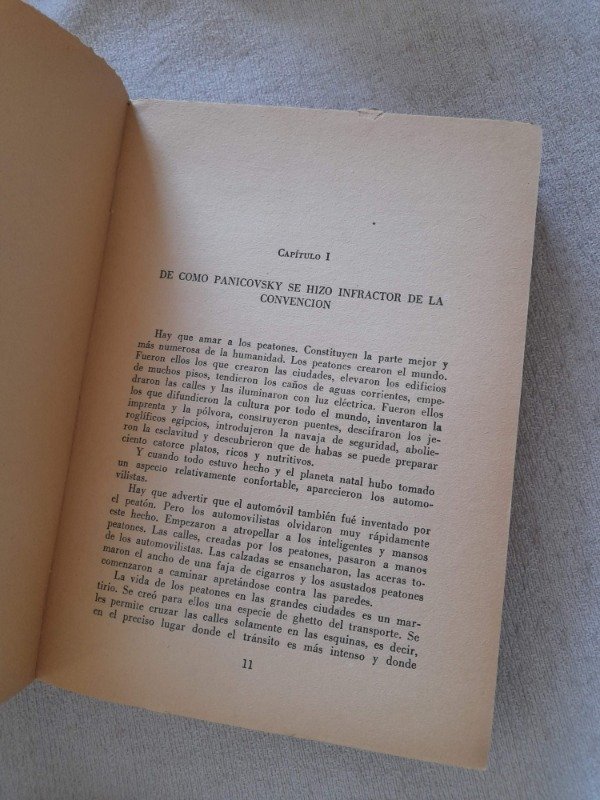 CAPÍTULO I
DE COMO PANICOVSKY SE HIZO INFRACTOR DE LA
CONVENCION
Hay que amar a los peatones. Constituyen la parte mejor y
más numerosa de la humanidad. Los peatones crearon el mundo.
Fueron ellos los que crearon las ciudades, elevaron los edificios
de muchos pisos, tendieron los caños de aguas corrientes, empe-
draron las calles y las iluminaron con luz eléctrica. Fueron ellos
los que difundieron la cultura por todo el mundo, inventaron la
imprenta y la pólvora, construyeron puentes, descifraron los je-
roglíficos egipcios, introdujeron la navaja de seguridad, abolie-
ron la esclavitud y descubrieron que de habas se puede preparar
ciento catorce platos, ricos y nutritivos.
Y cuando todo estuvo hecho y el planeta natal hubo tomado
un aspecto relativamente confortable, aparecieron los automo-
vilistas.
Hay que advertir que el automóvil también fué inventado por
el peatón. Pero los automovilistas olvidaron muy rápidamente
este hecho. Empezaron a atropellar a los inteligentes y mansos
peatones. Las calles, creadas por los peatones, pasaron a manos
de los automovilistas. Las calzadas se ensancharon, las aceras to-
maron el ancho de una faja de cigarros y los asustados peatones
comenzaron a caminar apretándose contra las paredes.
La vida de los peatones en las grandes ciudades es un mar-
tirio. Se creó para ellos una especie de ghetto del transporte. Se
les permite cruzar las calles solamente en las esquinas, es decir,
en el preciso lugar donde el tránsito es más intenso y donde
11